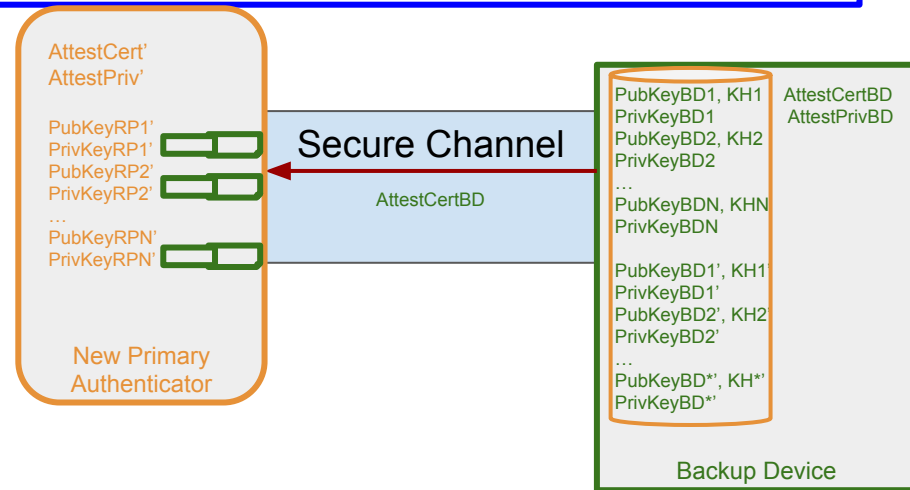 AttestCert’
AttestPriv’
PubKeyRP1’
PrivKeyRP1’
PubKeyRP2’
PrivKeyRP2’
…
PubKeyRPN’
PrivKeyRPN’
New Primary
Authenticator
Secure Channel
AttestCertBD
PubKeyBD1, KH1
PrivKeyBD1
PubKeyBD2, KH2
PrivKeyBD2
…
PubKeyBDN, KHN
PrivKeyBDN
PubKeyBD1’, KH1’
PrivKeyBD1’
PubKeyBD2’, KH2’
PrivKeyBD2’
…
PubKeyBD*’, KH*’
PrivKeyBD*’
AttestCertBD
AttestPrivBD
Backup Device